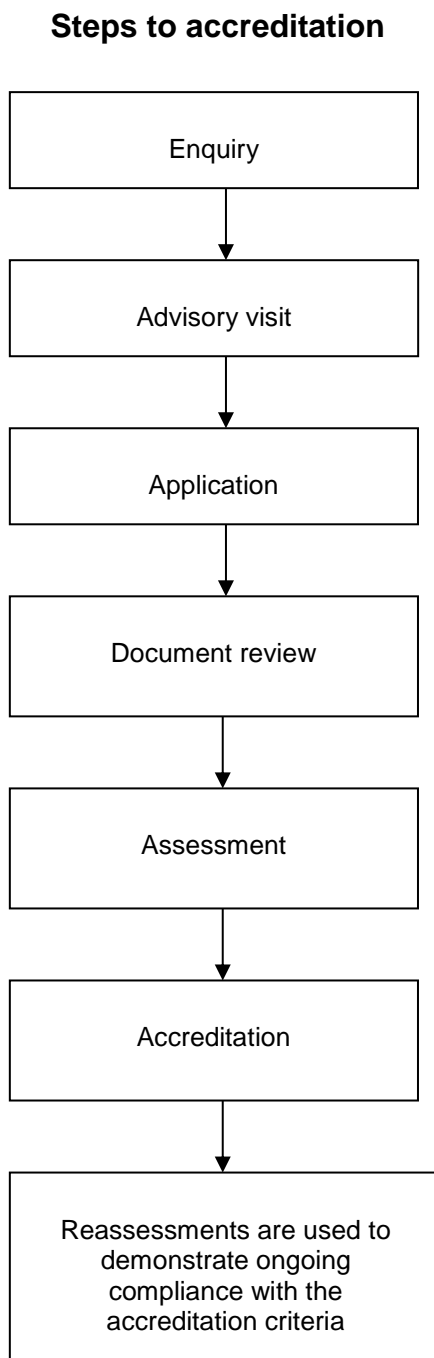 Steps to accreditation
Enquiry
Advisory visit
Application
Document review
Assessment
Accreditation
Reassessments are used to
demonstrate ongoing
compliance with the
accreditation criteria